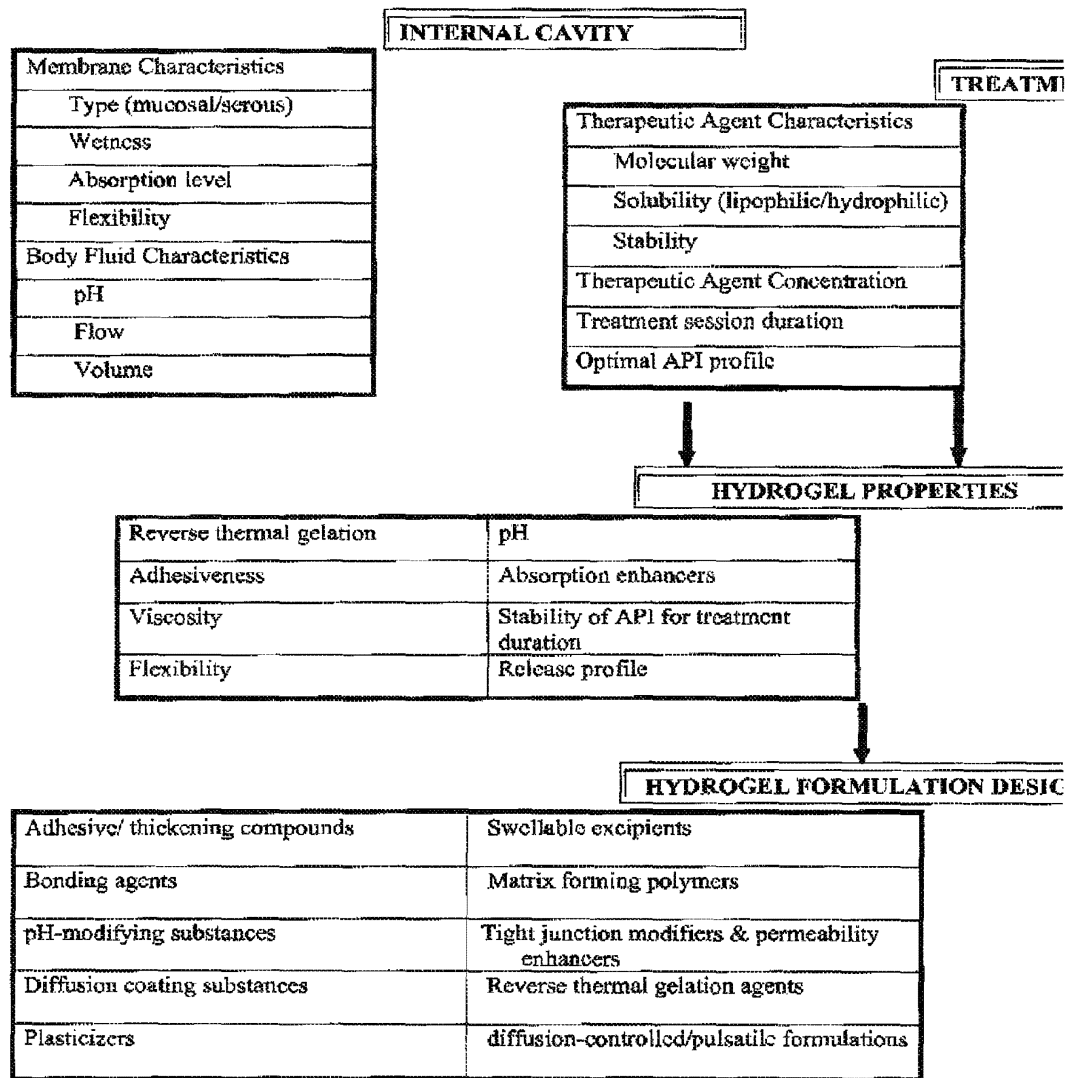 INTERNAL CAVITY
Membrane Characteristics
Type (mucosal/serous)
Wetness
Absorption level
Flexibility
Body Fluid Characteristics
pH
Flow
Volume
TREATM
Therapeutic Agent Characteristics
Molecular weight
Solubility (lipophilic/hydrophilic)
Stability
Therapeutic Agent Concentration
Treatment session duration
Optimal API profile
HYDROGEL PROPERTIES
Reverse thermal gelation
pH
Adhesiveness
Absorption enhancers
Viscosity
Stability of API for treatment
duration
Flexibility
Release profile
HYDROGEL FORMULATION DESIG
Adhesive/ thickening compounds
Swellable excipients
Bonding agents
Matrix forming polymers
pH-modifying substances
Tight junction modifiers & permeability
enhancers
Diffusion coating substances
Reverse thermal gelation agents
Plasticizers
diffusion-controlled/pulsatile formulations